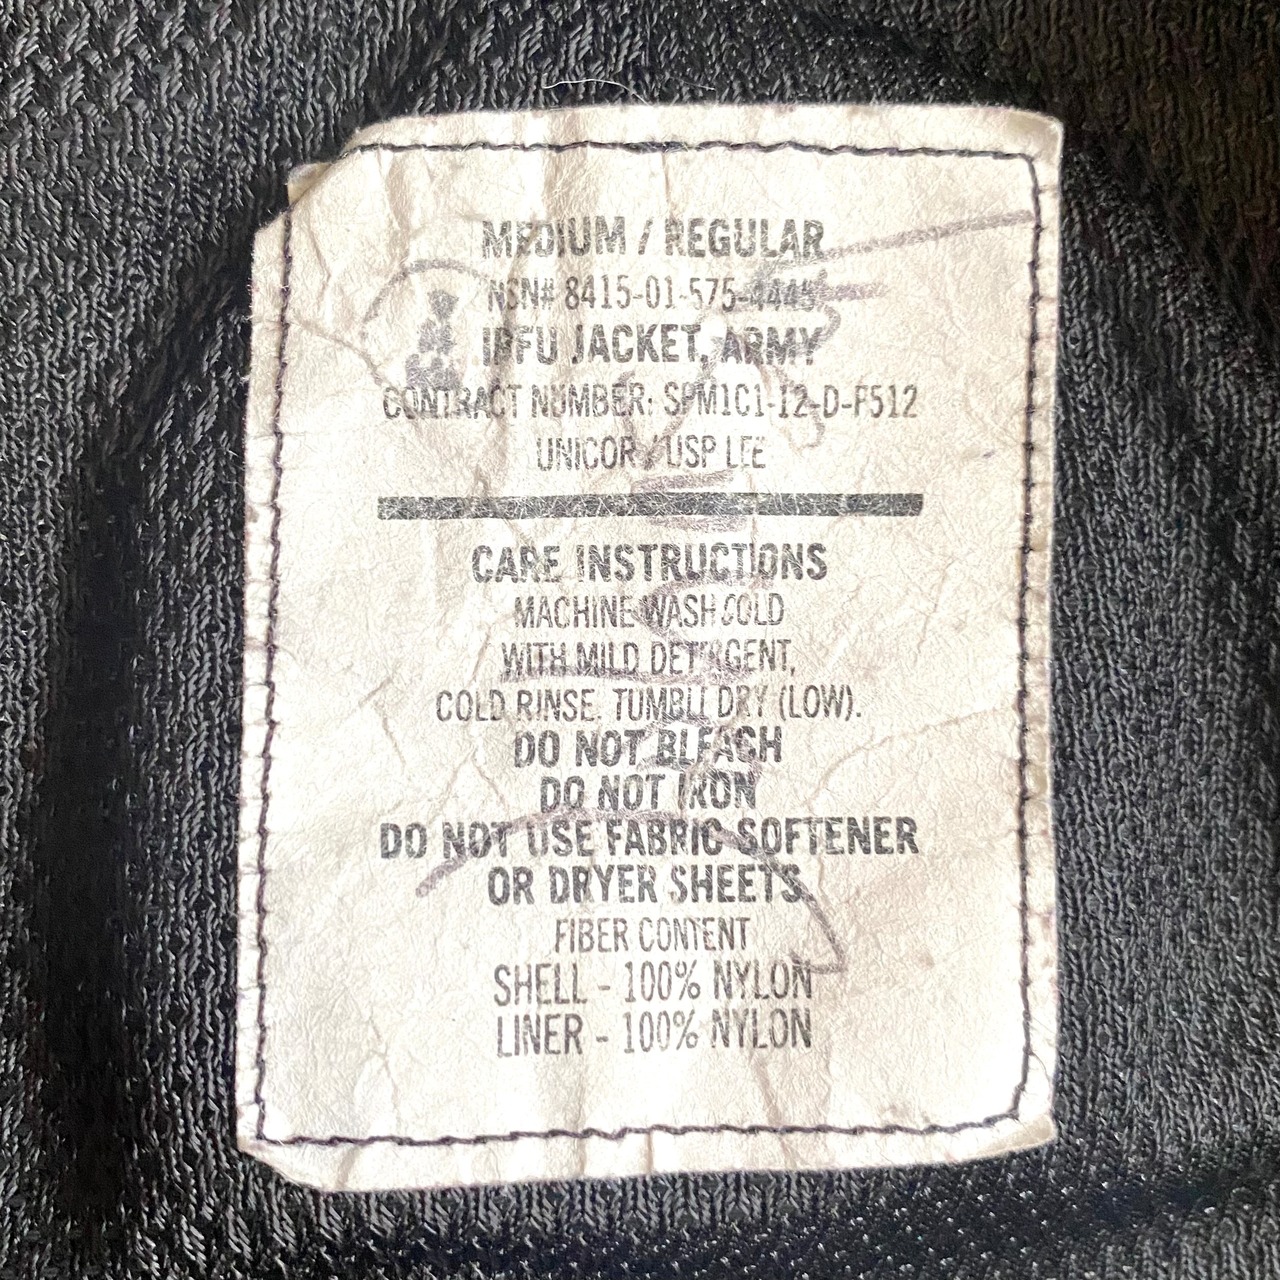 MEDIUM / REGULAR
NSN# 8415-01-575-4445
IPFU JACKET, ARMY
CONTRACT NUMBER: SPM1C1-12-D-F512
UNICOR / USP LEE
CARE INSTRUCTIONS
MACHINE WASH COLD
WITH MILD DETERGENT,
COLD RINSE. TUMBLE DRY (LOW).
DO NOT BLEACH
DO NOT IRON
DO NOT USE FABRIC SOFTENER
OR DRYER SHEETS.
FIBER CONTENT
SHELL - 100% NYLON
LINER - 100% NYLON